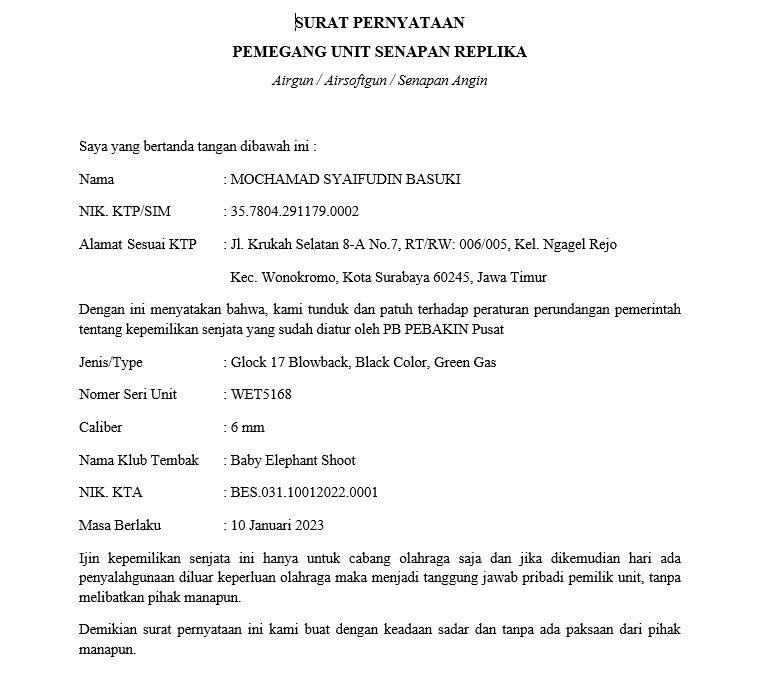 SURAT PERNYATAAN
PEMEGANG UNIT SENAPAN REPLIKA
Airgun / Airsoftgun / Senapan Angin
Saya yang bertanda tangan dibawah ini :
Nama : MOCHAMAD SYAIFUDIN BASUKI
NIK. KTP/SIM : 35.7804.291179.0002
Alamat Sesuai KTP : Jl. Krukah Selatan 8-A No.7, RT/RW: 006/005, Kel. Ngagel Rejo
Kec. Wonokromo, Kota Surabaya 60245, Jawa Timur
Dengan ini menyatakan bahwa, kami tunduk dan patuh terhadap peraturan perundangan pemerintah
tentang kepemilikan senjata yang sudah diatur oleh PB PEBAKIN Pusat
Jenis/Type : Glock 17 Blowback, Black Color, Green Gas
Nomer Seri Unit : WET5168
Caliber : 6 mm
Nama Klub Tembak : Baby Elephant Shoot
NIK. KTA : BES.031.10012022.0001
Masa Berlaku : 10 Januari 2023
Ijin kepemilikan senjata ini hanya untuk cabang olahraga saja dan jika dikemudian hari ada
penyalahgunaan diluar keperluan olahraga maka menjadi tanggung jawab pribadi pemilik unit, tanpa
melibatkan pihak manapun.
Demikian surat pernyataan ini kami buat dengan keadaan sadar dan tanpa ada paksaan dari pihak
manapun.